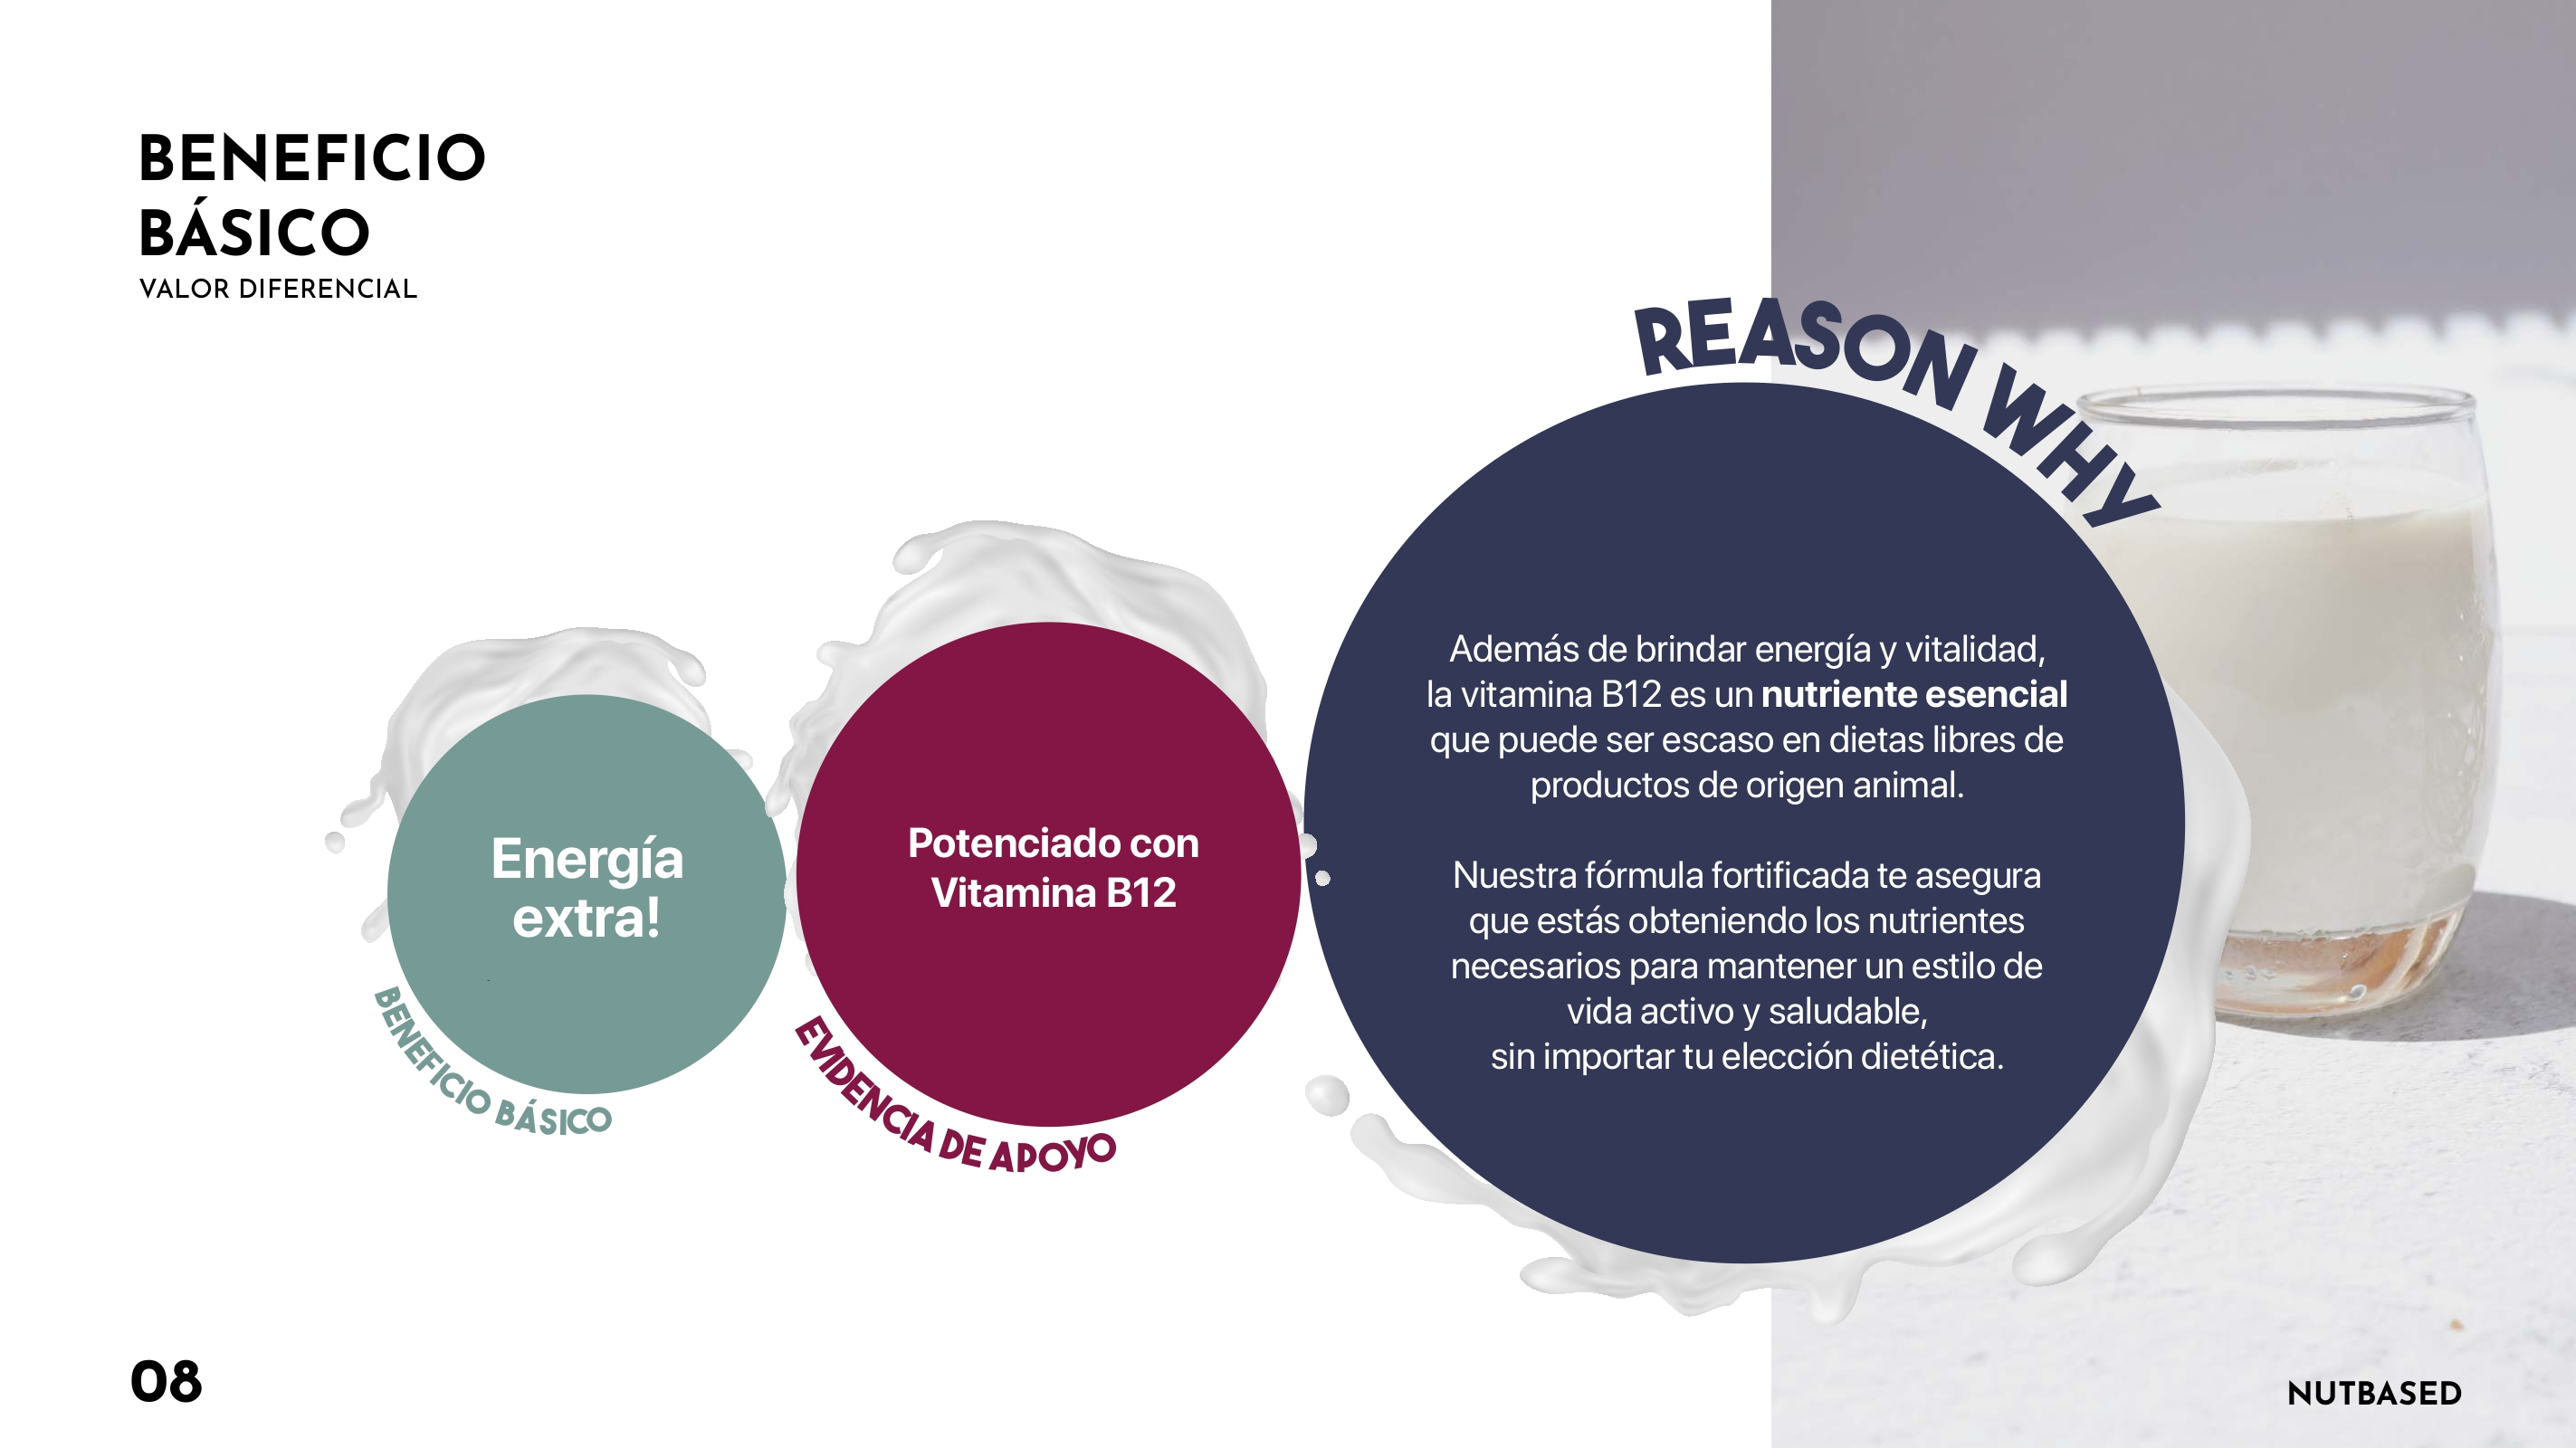 BENEFICIO
BÁSICO
VALOR DIFERENCIAL
Energía
extra!
BENEFICIO BÁSICO
Potenciado con
Vitamina B12
EVIDENCIA DE APOYO
REASON WHY
Además de brindar energía y vitalidad,
la vitamina B12 es un nutriente esencial
que puede ser escaso en dietas libres de
productos de origen animal.
Nuestra fórmula fortificada te asegura
que estás obteniendo los nutrientes
necesarios para mantener un estilo de
vida activo y saludable,
sin importar tu elección dietética.
08
NUTBASED